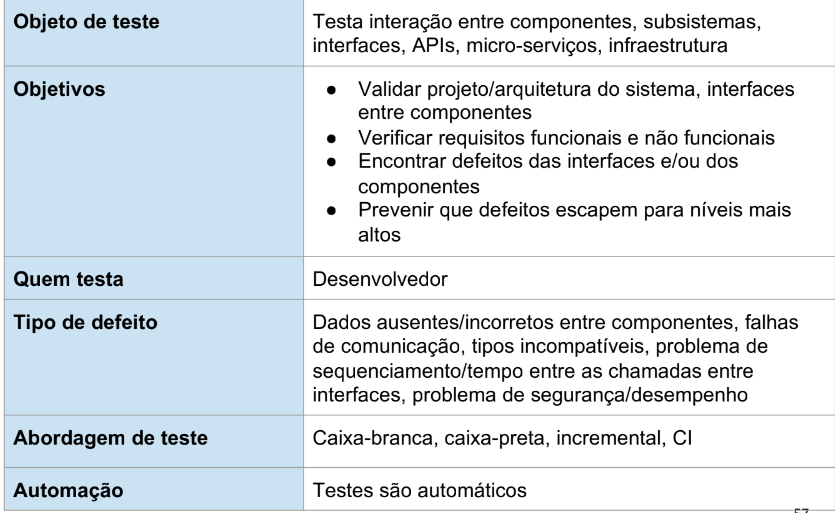 Objeto de teste
Testa interação entre componentes, subsistemas,
interfaces, APIs, micro-serviços, infraestrutura
Objetivos
● Validar projeto/arquitetura do sistema, interfaces
entre componentes
● Verificar requisitos funcionais e não funcionais
● Encontrar defeitos das interfaces e/ou dos
componentes
● Prevenir que defeitos escapem para níveis mais
altos
Quem testa
Desenvolvedor
Tipo de defeito
Dados ausentes/incorretos entre componentes, falhas
de comunicação, tipos incompatíveis, problema de
sequenciamento/tempo entre as chamadas entre
interfaces, problema de segurança/desempenho
Abordagem de teste
Caixa-branca, caixa-preta, incremental, CI
Automação
Testes são automáticos
57